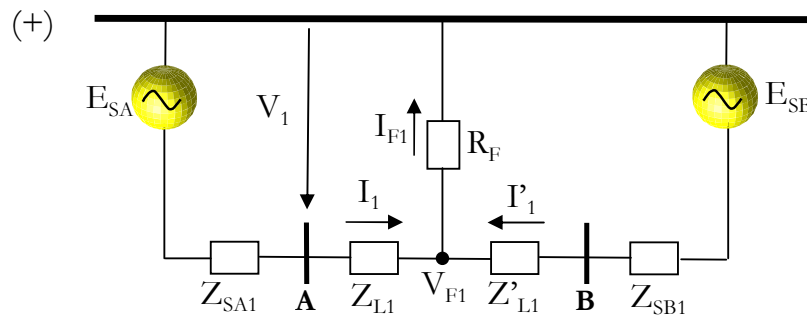 (+)
E_SA
V_1
I_F1
R_F
E_SB
I_1
I'_1
Z_SA1
A
Z_L1
V_F1
Z'_L1
B
Z_SB1